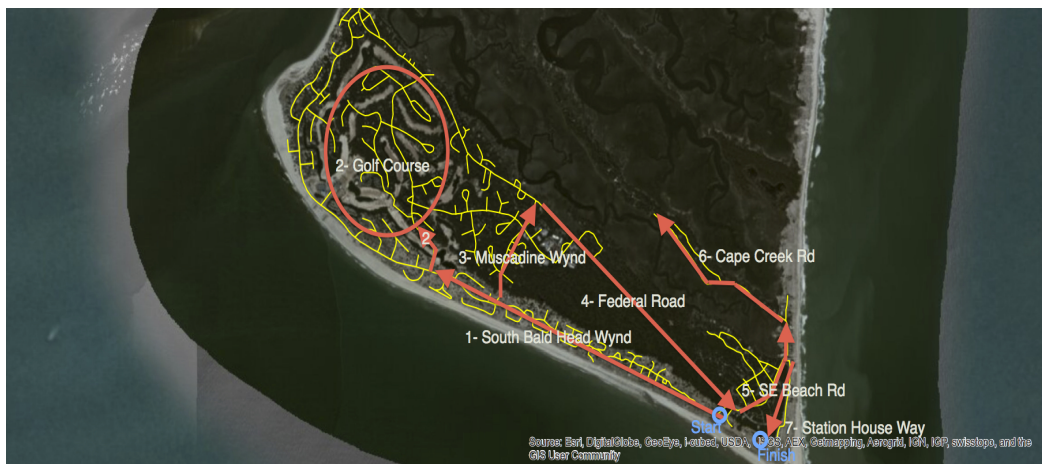 2- Golf Course
2
3- Muscadine Wynd
6- Cape Creek Rd
4- Federal Road
1- South Bald Head Wynd
5- SE Beach Rd
Start
7- Station House Way
Source: Esri, DigitalGlobe, GeoEye, i-cubed, USDA, USGS, AEX, Getmapping, Aerogrid, IGN, IGP, swisstopo, and the
GIS User Community
Finish